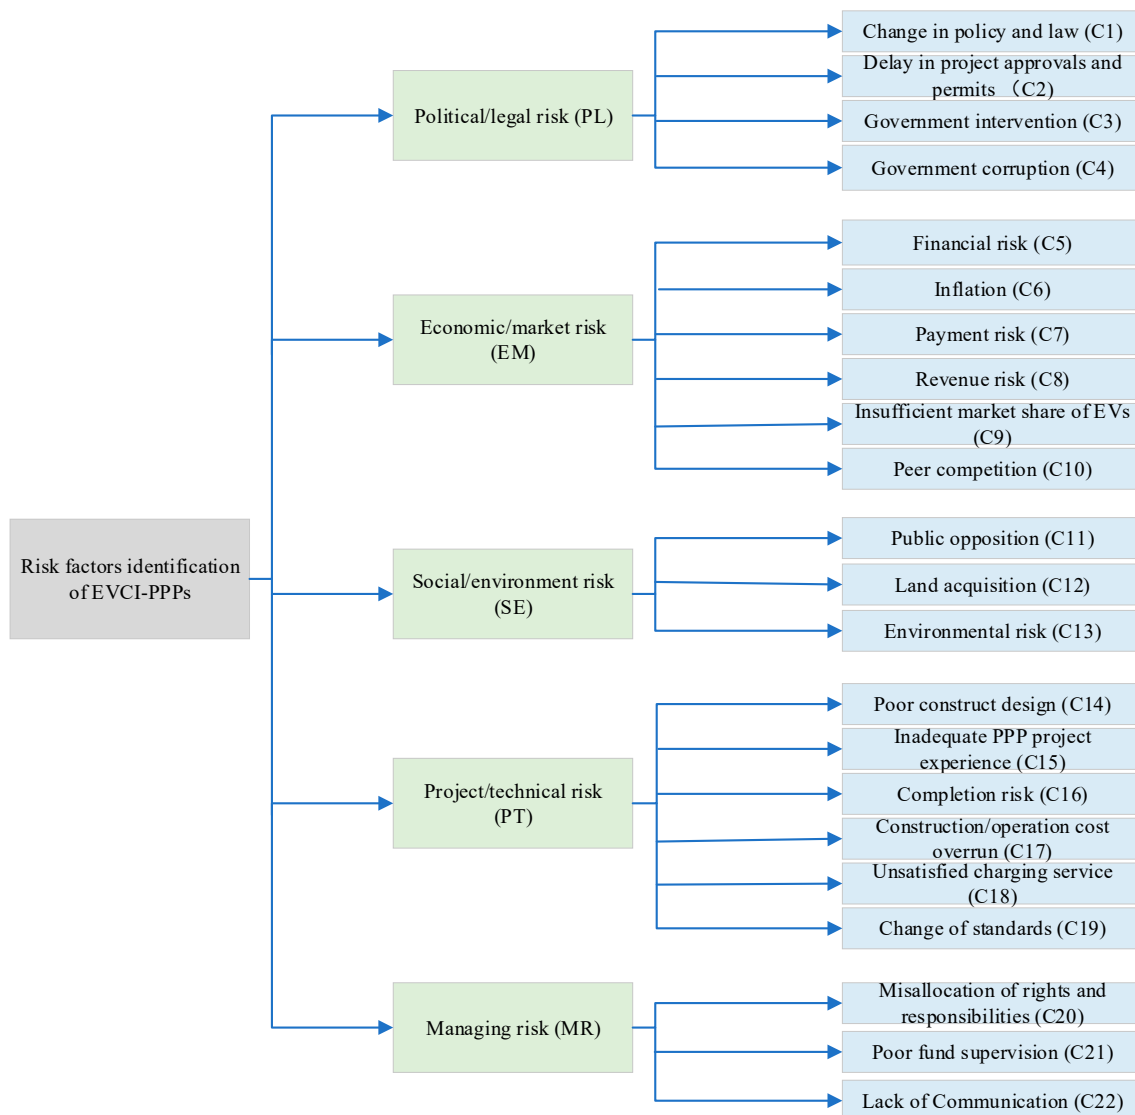 Risk factors identification
of EVCI-PPPs
Political/legal risk (PL)
Change in policy and law (C1)
Delay in project approvals and
permits （C2)
Government intervention (C3)
Government corruption (C4)
Economic/market risk
(EM)
Financial risk (C5)
Inflation (C6)
Payment risk (C7)
Revenue risk (C8)
Insufficient market share of EVs
(C9)
Peer competition (C10)
Social/environment risk
(SE)
Public opposition (C11)
Land acquisition (C12)
Environmental risk (C13)
Project/technical risk
(PT)
Poor construct design (C14)
Inadequate PPP project
experience (C15)
Completion risk (C16)
Construction/operation cost
overrun (C17)
Unsatisfied charging service
(C18)
Change of standards (C19)
Managing risk (MR)
Misallocation of rights and
responsibilities (C20)
Poor fund supervision (C21)
Lack of Communication (C22)